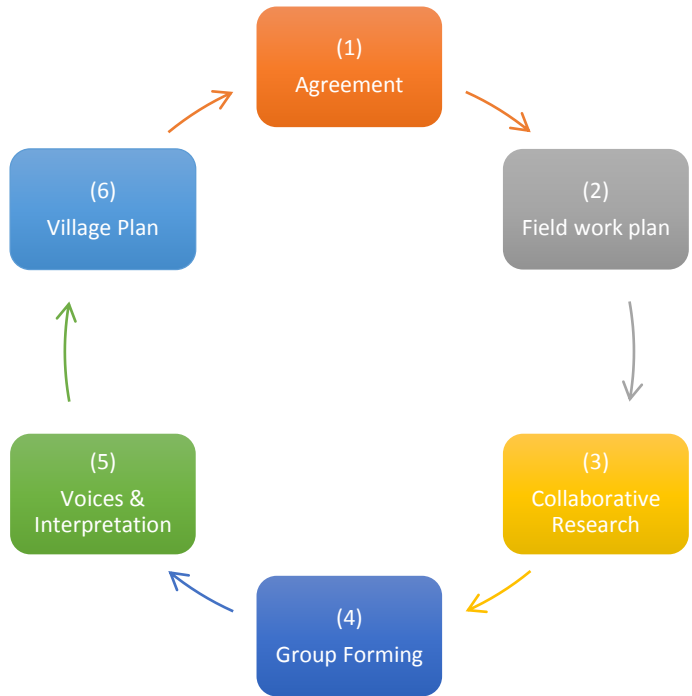 (1)
Agreement
(2)
Field work plan
(3)
Collaborative
Research
(4)
Group Forming
(5)
Voices &
Interpretation
(6)
Village Plan